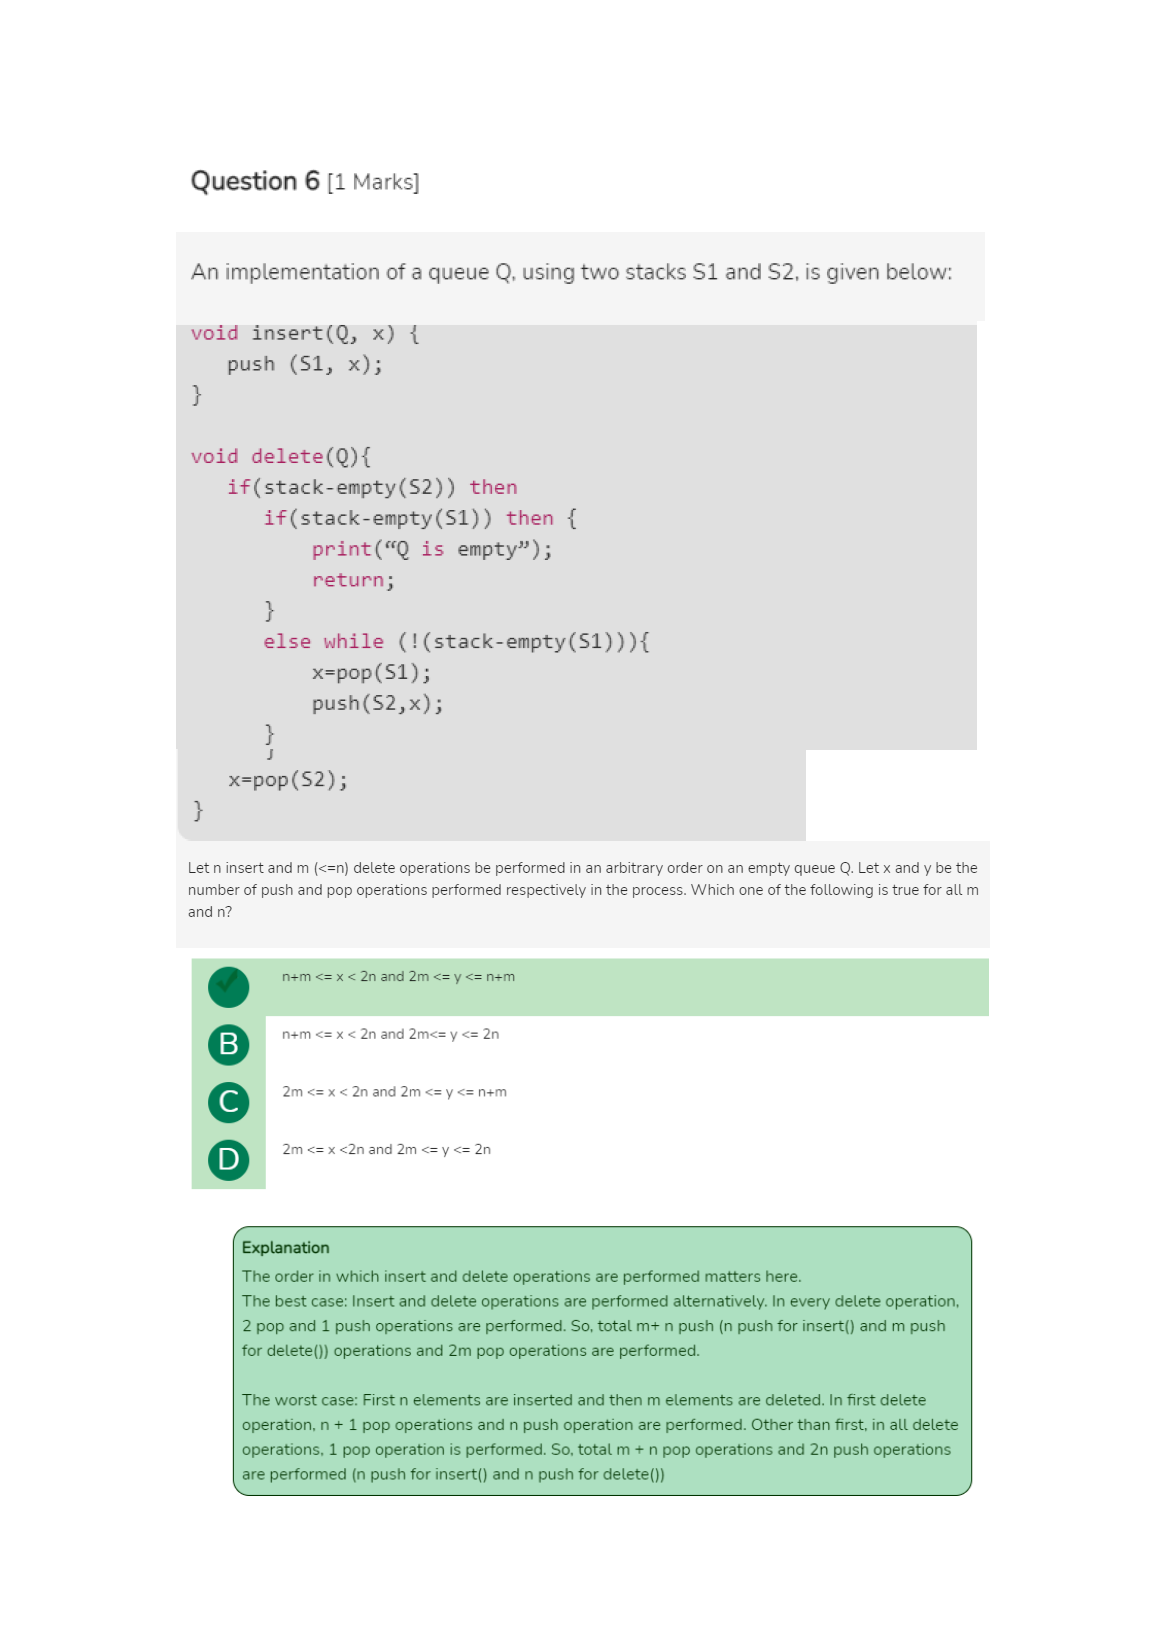 Question 6 [1 Marks]
An implementation of a queue Q, using two stacks S1 and S2, is given below:
void insert(Q, x) {
push (S1, x);
}
void delete(Q){
if(stack-empty(S2)) then
if(stack-empty(S1)) then {
print(“Q is empty”);
return;
}
else while (!(stack-empty(S1))){
x=pop(S1);
push(S2,x);
}
}
x=pop(S2);
}
Let n insert and m (<=n) delete operations be performed in an arbitrary order on an empty queue Q. Let x and y be the
number of push and pop operations performed respectively in the process. Which one of the following is true for all m
and n?
n+m <= x < 2n and 2m <= y <= n+m
B n+m <= x < 2n and 2m<= y <= 2n
C 2m <= x < 2n and 2m <= y <= n+m
D 2m <= x <2n and 2m <= y <= 2n
Explanation
The order in which insert and delete operations are performed matters here.
The best case: Insert and delete operations are performed alternatively. In every delete operation,
2 pop and 1 push operations are performed. So, total m+ n push (n push for insert() and m push
for delete()) operations and 2m pop operations are performed.
The worst case: First n elements are inserted and then m elements are deleted. In first delete
operation, n + 1 pop operations and n push operation are performed. Other than first, in all delete
operations, 1 pop operation is performed. So, total m + n pop operations and 2n push operations
are performed (n push for insert() and n push for delete())